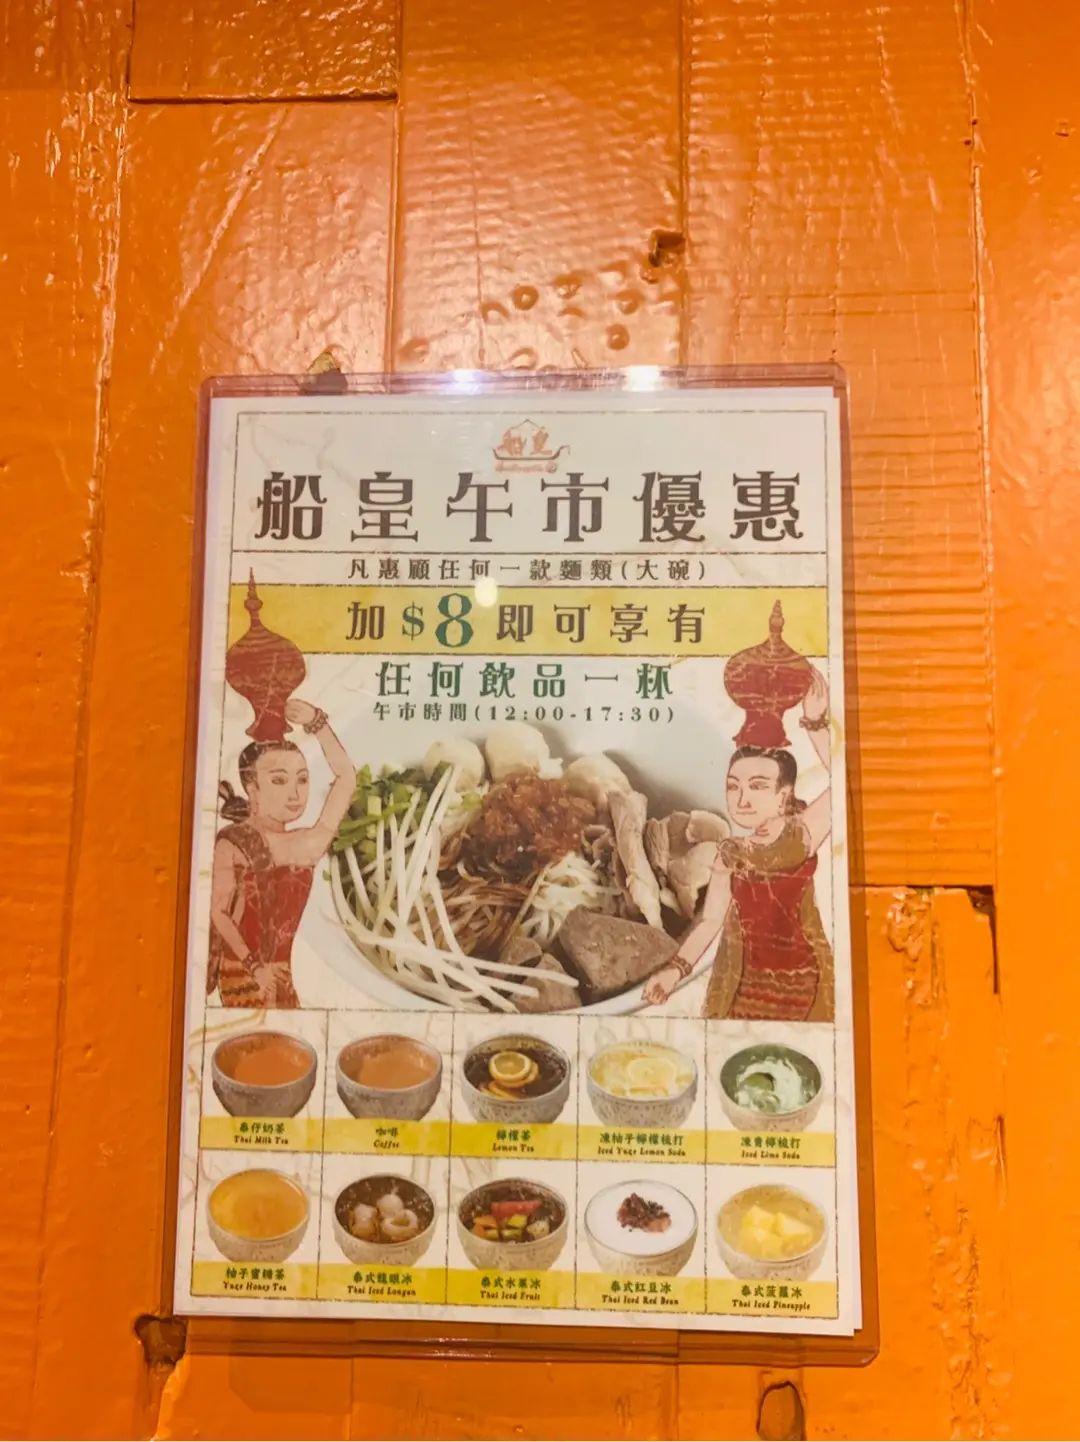 船皇
船皇午市優惠
凡惠顧任何一款麵類(大碗)
加$8即可享有
任何飲品一杯
午市時間(12:00-17:30)
泰仔奶茶
Thai Milk Tea
咖啡
Coffee
檸檬茶
Lemon Tea
凍柚子檸檬梳打
Iced Yuzu Lemon Soda
凍青檸梳打
Iced Lime Soda
柚子蜜糖茶
Yuzu Honey Tea
泰式龍眼冰
Thai Iced Longan
泰式水果冰
Thai Iced Fruit
泰式紅豆冰
Thai Iced Red Bean
泰式菠蘿冰
Thai Iced Pineapple